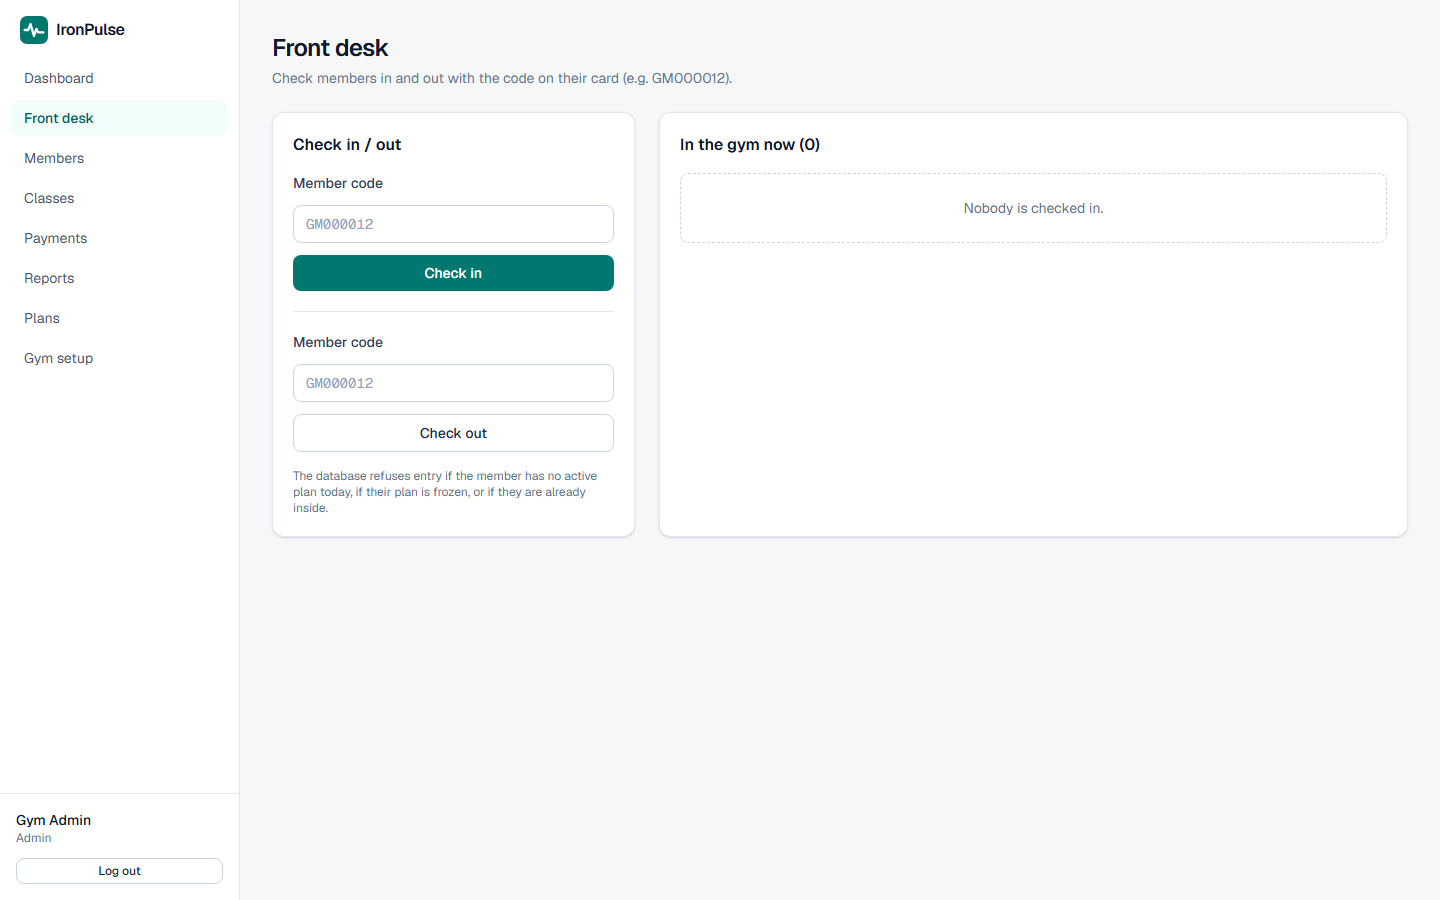 IronPulse
Dashboard
Front desk
Members
Classes
Payments
Reports
Plans
Gym setup
Gym Admin
Admin
Log out
Front desk
Check members in and out with the code on their card (e.g. GM000012).
Check in / out
Member code
GM000012
Check in
Member code
GM000012
Check out
The database refuses entry if the member has no active
plan today, if their plan is frozen, or if they are already
inside.
In the gym now (0)
Nobody is checked in.